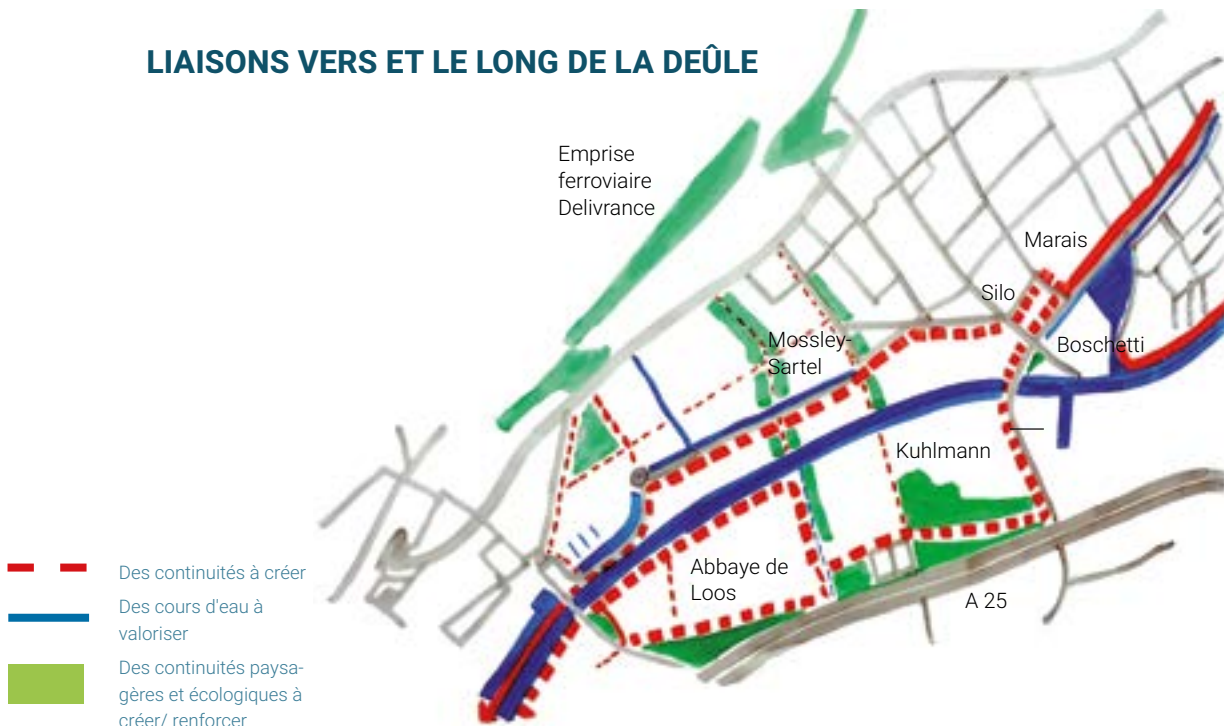 LIAISONS VERS ET LE LONG DE LA DEÛLE
Emprise
ferroviaire
Delivrance
Marais
Silo
Mossley-
Sartel
Boschetti
Kuhlmann
Abbaye de
Loos
A 25
Des continuités à créer
Des cours d'eau à
valoriser
Des continuités paysa-
gères et écologiques à
créer/ renforcer